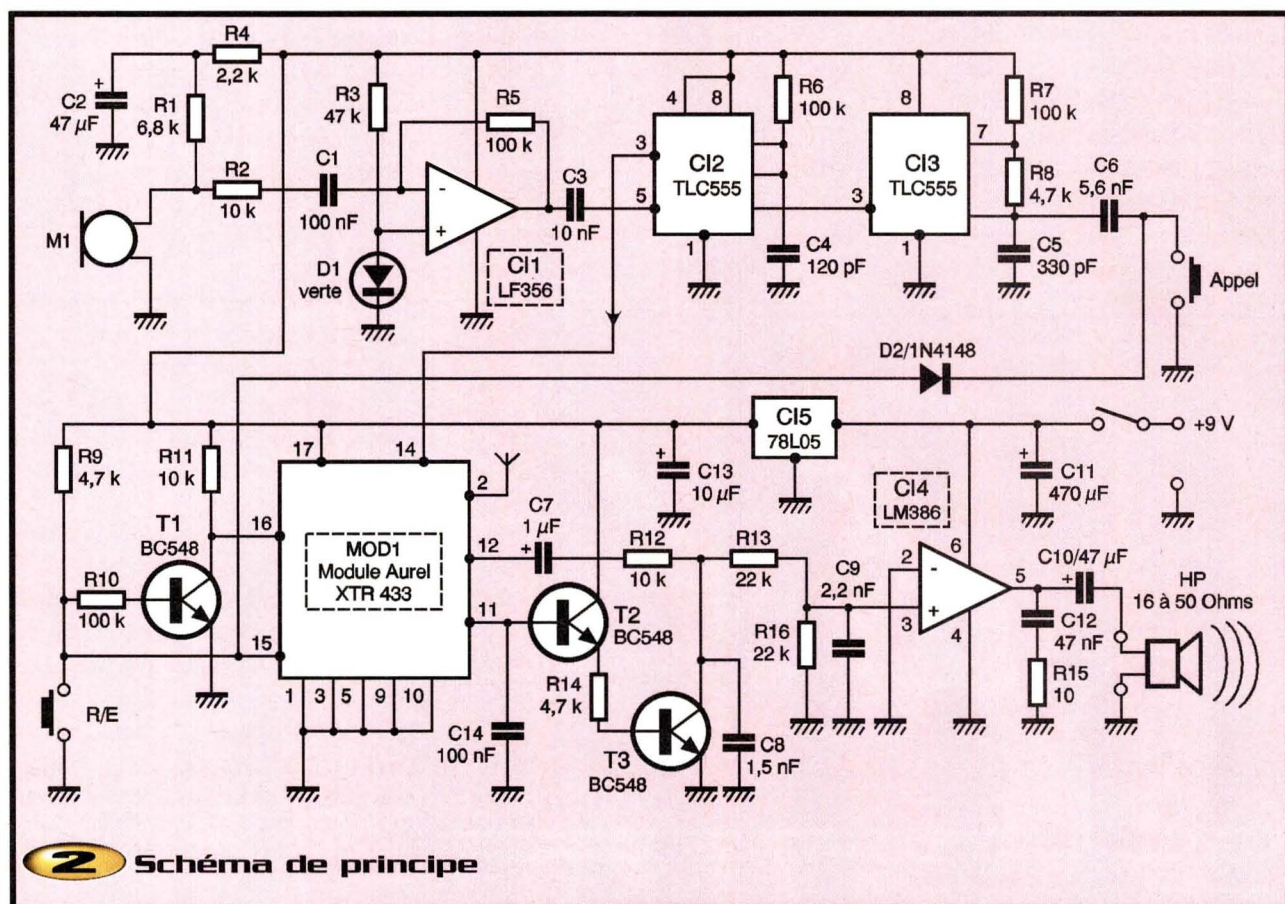 R4
2,2 k
+
C2
47 µF
R1
6,8 k
R3
47 k
R5
100 k
4
8
R6
100 k
8
7
R7
100 k
R2
10 k
C1
100 nF
-
+
C3
10 nF
3
5
CI2
TLC555
1
3
CI3
TLC555
1
R8
4,7 k
C6
5,6 nF
M1
D1
verte
CI1
LF356
C4
120 pF
C5
330 pF
Appel
D2/1N4148
R9
4,7 k
R11
10 k
17
14
2
+
C13
10 µF
CI5
78L05
+
C11
470 µF
+9 V
T1
BC548
16
MOD1
Module Aurel
XTR 433
12
C7
1 µF
+
R12
10 k
R13
22 k
CI4
LM386
R10
100 k
11
T2
BC548
C9
2,2 nF
2
-
+
3
6
5
4
C10/47 µF
+
HP
16 à 50 Ohms
C12
47 nF
15
R16
22 k
R15
10
R/E
1
3
5
9
10
C14
100 nF
R14
4,7 k
T3
BC548
C8
1,5 nF
2 Schéma de principe